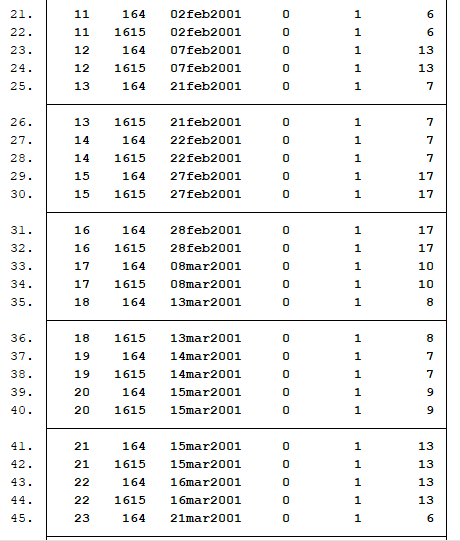 21. 11 164 02feb2001 0 1 6
22. 11 1615 02feb2001 0 1 6
23. 12 164 07feb2001 0 1 13
24. 12 1615 07feb2001 0 1 13
25. 13 164 21feb2001 0 1 7
26. 13 1615 21feb2001 0 1 7
27. 14 164 22feb2001 0 1 7
28. 14 1615 22feb2001 0 1 7
29. 15 164 27feb2001 0 1 17
30. 15 1615 27feb2001 0 1 17
31. 16 164 28feb2001 0 1 17
32. 16 1615 28feb2001 0 1 17
33. 17 164 08mar2001 0 1 10
34. 17 1615 08mar2001 0 1 10
35. 18 164 13mar2001 0 1 8
36. 18 1615 13mar2001 0 1 8
37. 19 164 14mar2001 0 1 7
38. 19 1615 14mar2001 0 1 7
39. 20 164 15mar2001 0 1 9
40. 20 1615 15mar2001 0 1 9
41. 21 164 15mar2001 0 1 13
42. 21 1615 15mar2001 0 1 13
43. 22 164 16mar2001 0 1 13
44. 22 1615 16mar2001 0 1 13
45. 23 164 21mar2001 0 1 6